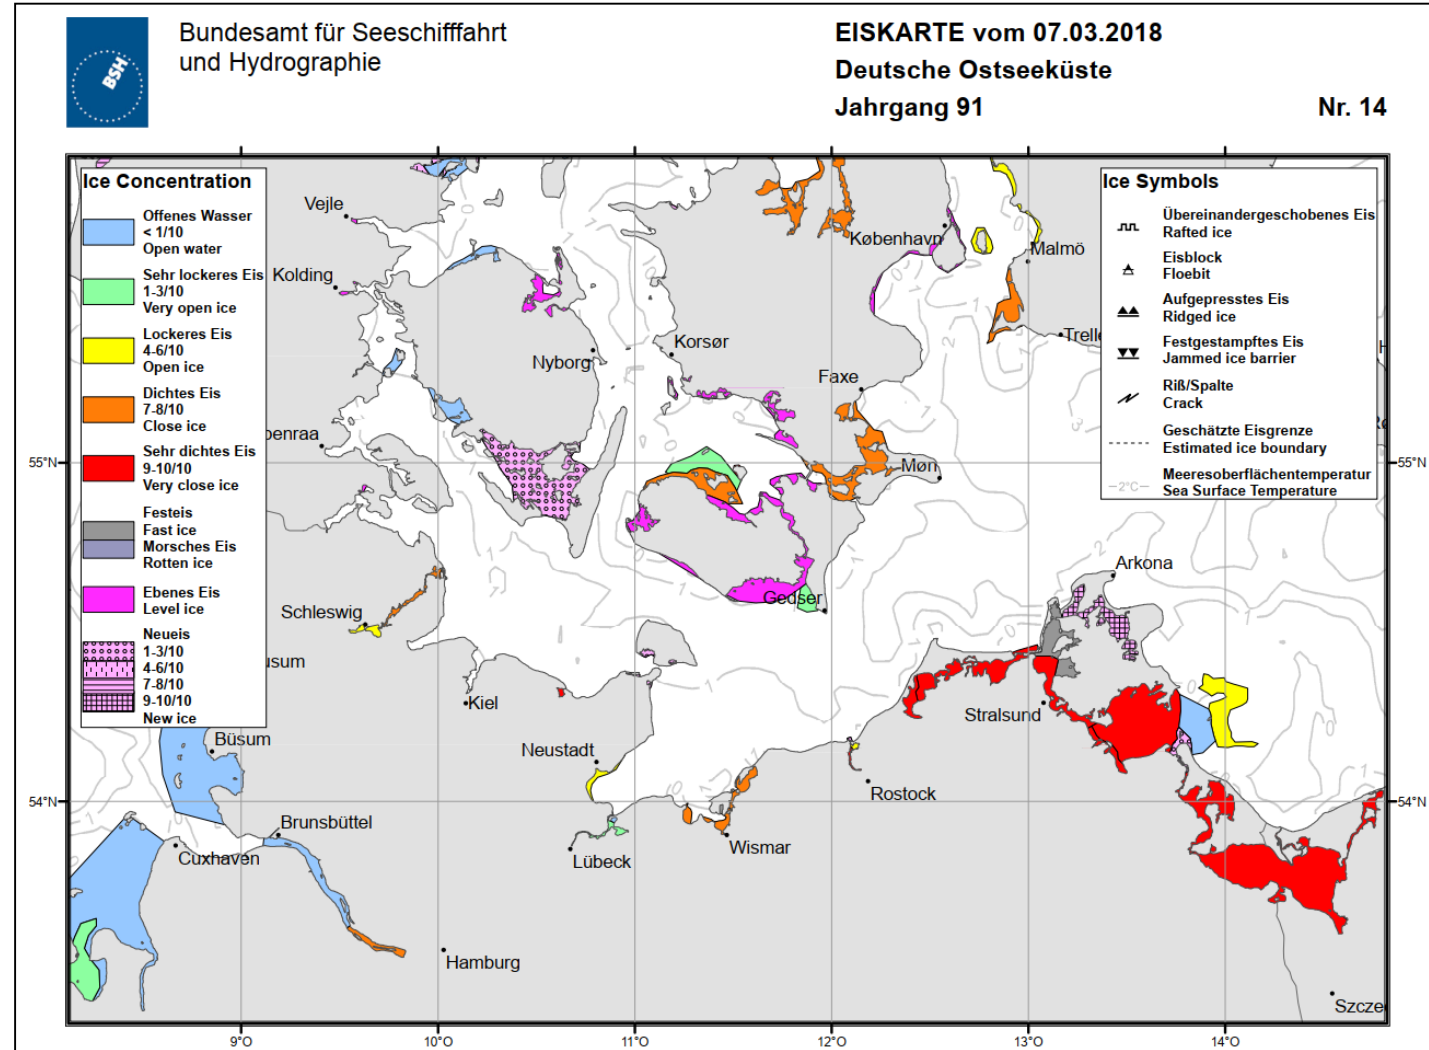 Bundesamt für Seeschifffahrt
und Hydrographie
BSH
EISKARTE vom 07.03.2018
Deutsche Ostseeküste
Jahrgang 91 Nr. 14
Ice Concentration
Offenes Wasser
< 1/10
Open water
Sehr lockeres Eis
1-3/10
Very open ice
Lockeres Eis
4-6/10
Open ice
Dichtes Eis
7-8/10
Close ice
Sehr dichtes Eis
9-10/10
Very close ice
Festeis
Fast ice
Morsches Eis
Rotten ice
Ebenes Eis
Level ice
Neueis
1-3/10
4-6/10
7-8/10
9-10/10
New ice
Ice Symbols
Übereinandergeschobenes Eis
Rafted ice
Eisblock
Floebit
Aufgepresstes Eis
Ridged ice
Festgestampftes Eis
Jammed ice barrier
Riß/Spalte
Crack
Geschätzte Eisgrenze
Estimated ice boundary
Meeresoberflächentemperatur
−2°C−
Sea Surface Temperature
Vejle
København
Malmö
Kolding
Trelle
Korsør
Nyborg
Faxe
benraa
Møn
55°N
55°N
Arkona
Schleswig
Gedser
usum
Kiel
Stralsund
Büsum
Neustadt
Rostock
54°N
54°N
Brunsbüttel
Cuxhaven
Lübeck
Wismar
Hamburg
Szcze
9°O
10°O
11°O
12°O
13°O
14°O